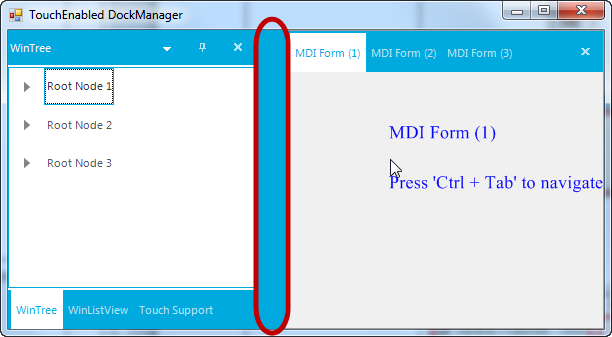 TouchEnabled DockManager
WinTree
MDI Form (1) MDI Form (2) MDI Form (3)
Root Node 1
Root Node 2
Root Node 3
MDI Form (1)
Press 'Ctrl + Tab' to navigate
WinTree WinListView Touch Support